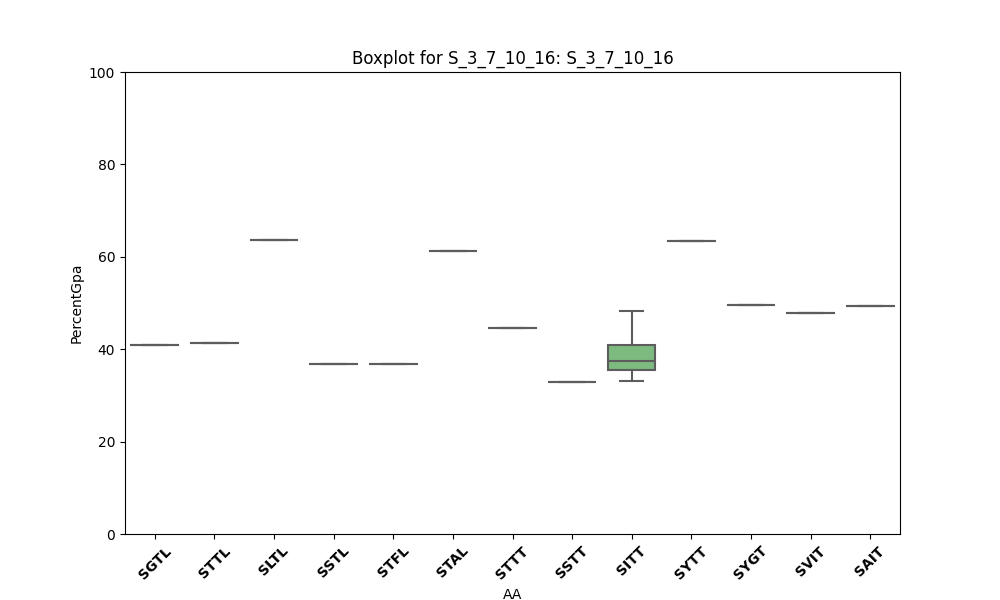 Boxplot for S_3_7_10_16: S_3_7_10_16
100
80
60
40
20
0
PercentGpa
SGTL
STTL
SLTL
SSTL
STFL
STAL
STTT
SSTT
SITT
SYTT
SYGT
SVIT
SAIT
AA